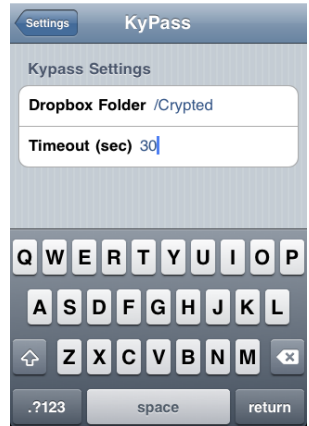 Settings KyPass
Kypass Settings
Dropbox Folder /Crypted
Timeout (sec) 30
Q W E R T Y U I O P
A S D F G H J K L
Z X C V B N M
.?123 space return